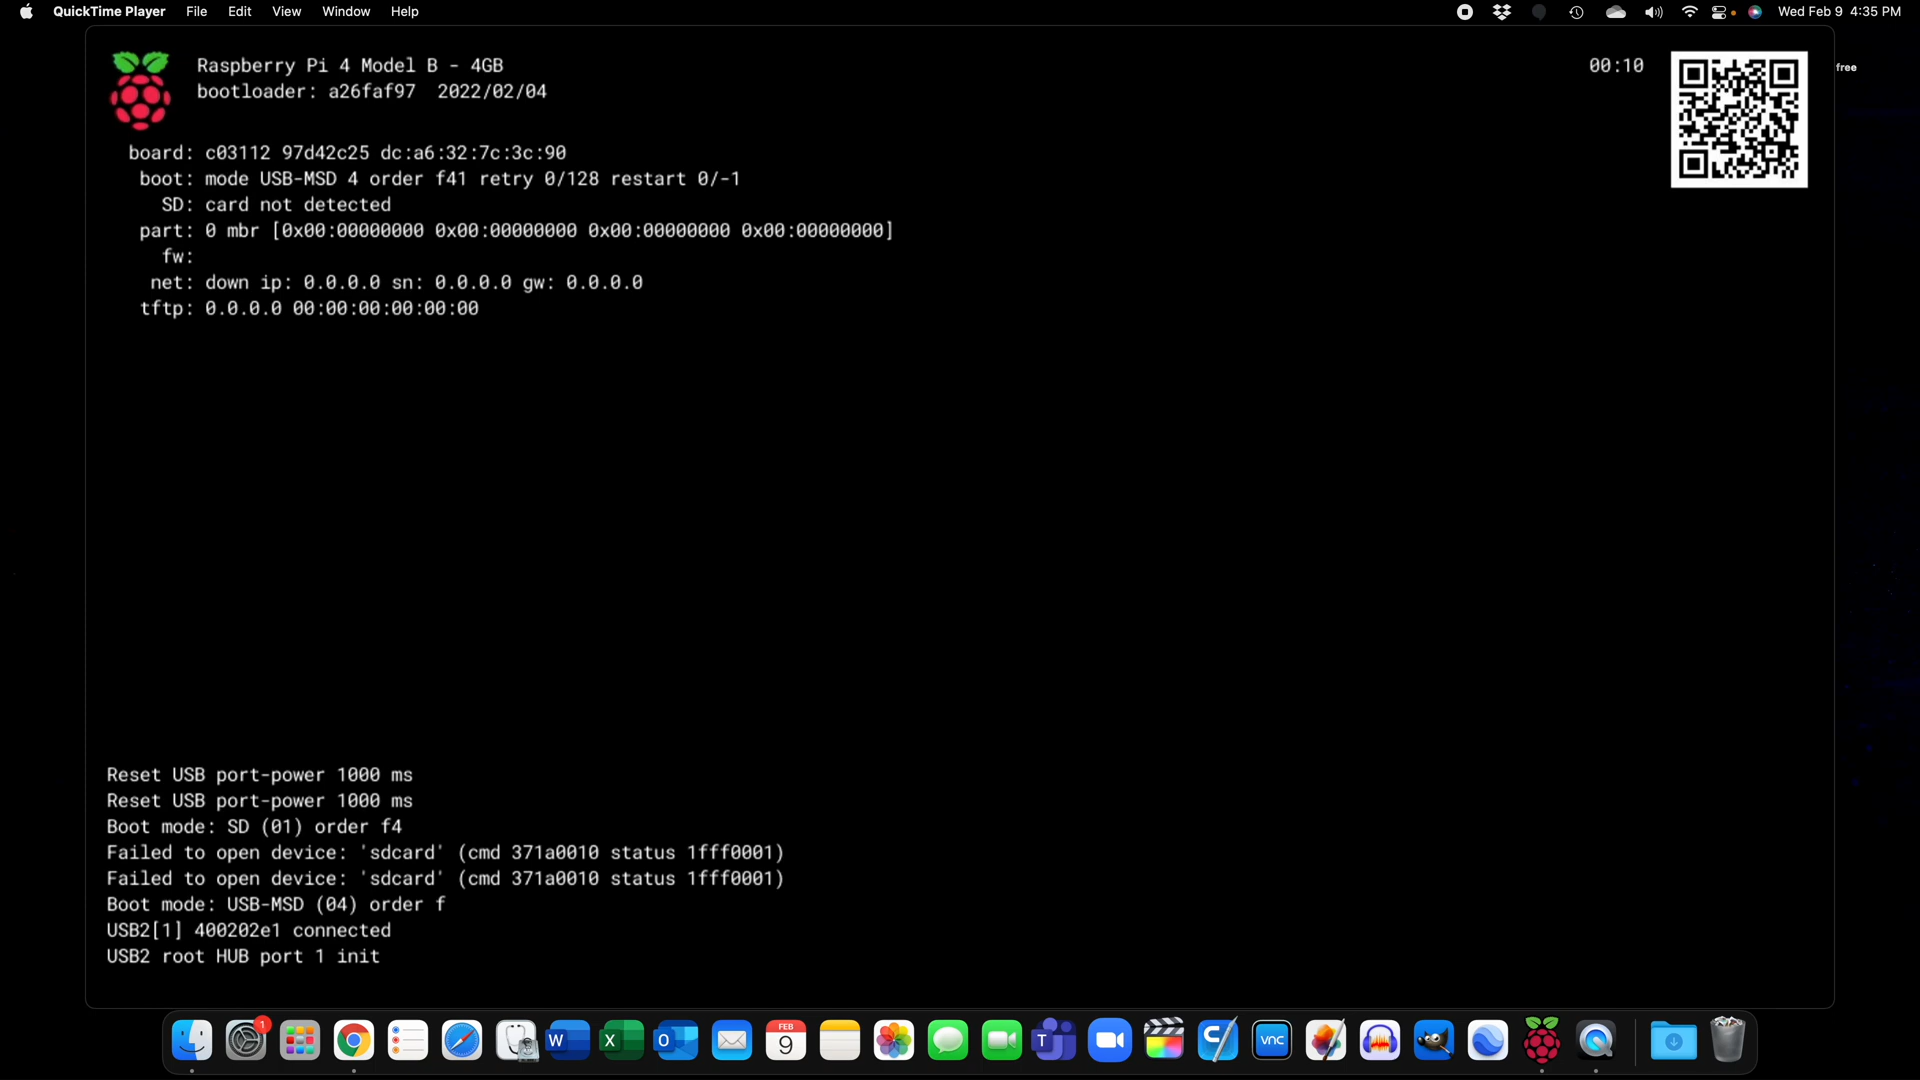 QuickTime Player File Edit View Window Help Wed Feb 9 4:35 PM
Raspberry Pi 4 Model B - 4GB 00:10
free
bootloader: a26faf97 2022/02/04
board: c03112 97d42c25 dc:a6:32:7c:3c:90
boot: mode USB-MSD 4 order f41 retry 0/128 restart 0/-1
SD: card not detected
part: 0 mbr [0x00:00000000 0x00:00000000 0x00:00000000 0x00:00000000]
fw:
net: down ip: 0.0.0.0 sn: 0.0.0.0 gw: 0.0.0.0
tftp: 0.0.0.0 00:00:00:00:00:00
Reset USB port-power 1000 ms
Reset USB port-power 1000 ms
Boot mode: SD (01) order f4
Failed to open device: 'sdcard' (cmd 371a0010 status 1fff0001)
Failed to open device: 'sdcard' (cmd 371a0010 status 1fff0001)
Boot mode: USB-MSD (04) order f
USB2[1] 400202e1 connected
USB2 root HUB port 1 init
1 W X O FEB 9 T VNC